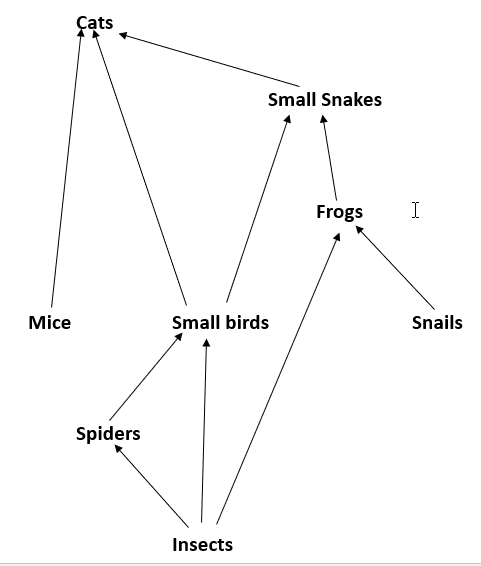 Cats
Small Snakes
Frogs
Mice
Small birds
Snails
Spiders
Insects